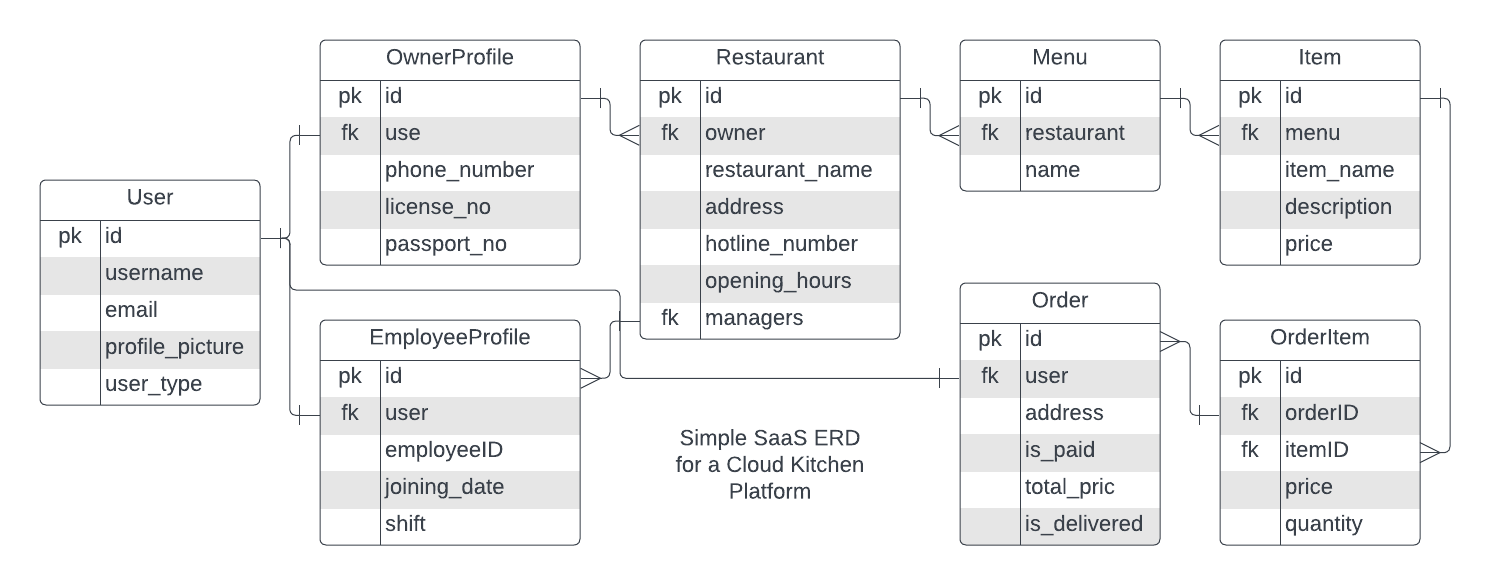 OwnerProfile
pk id
fk use
phone_number
license_no
passport_no
Restaurant
pk id
fk owner
restaurant_name
address
hotline_number
opening_hours
fk managers
Menu
pk id
fk restaurant
name
Item
pk id
fk menu
item_name
description
price
User
pk id
username
email
profile_picture
user_type
EmployeeProfile
pk id
fk user
employeeID
joining_date
shift
Simple SaaS ERD
for a Cloud Kitchen
Platform
Order
pk id
fk user
address
is_paid
total_pric
is_delivered
OrderItem
pk id
fk orderID
fk itemID
price
quantity